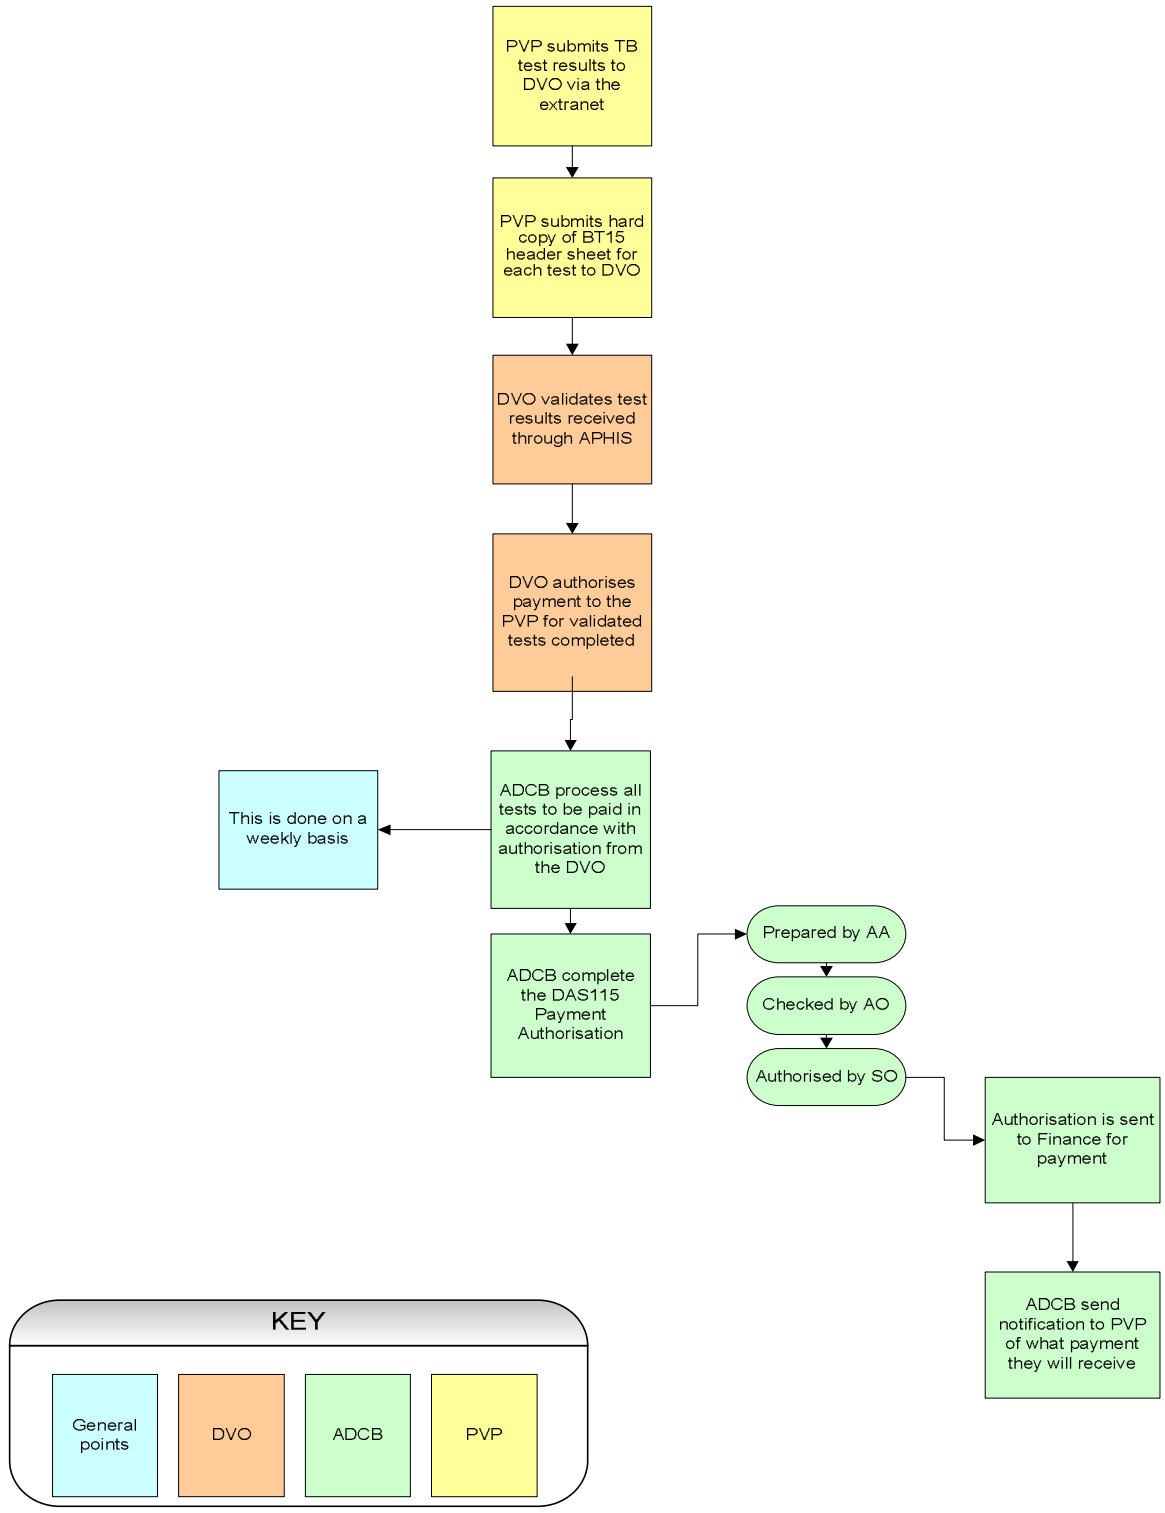 PVP submits TB
test results to
DVO via the
extranet
PVP submits hard
copy of BT15
header sheet for
each test to DVO
DVO validates test
results received
through APHIS
DVO authorises
payment to the
PVP for validated
tests completed
ADCB process all
tests to be paid in
accordance with
authorisation from
the DVO
This is done on a
weekly basis
ADCB complete
the DAS115
Payment
Authorisation
Prepared by AA
Checked by AO
Authorised by SO
Authorisation is sent
to Finance for
payment
ADCB send
notification to PVP
of what payment
they will receive
KEY
General
points
DVO
ADCB
PVP